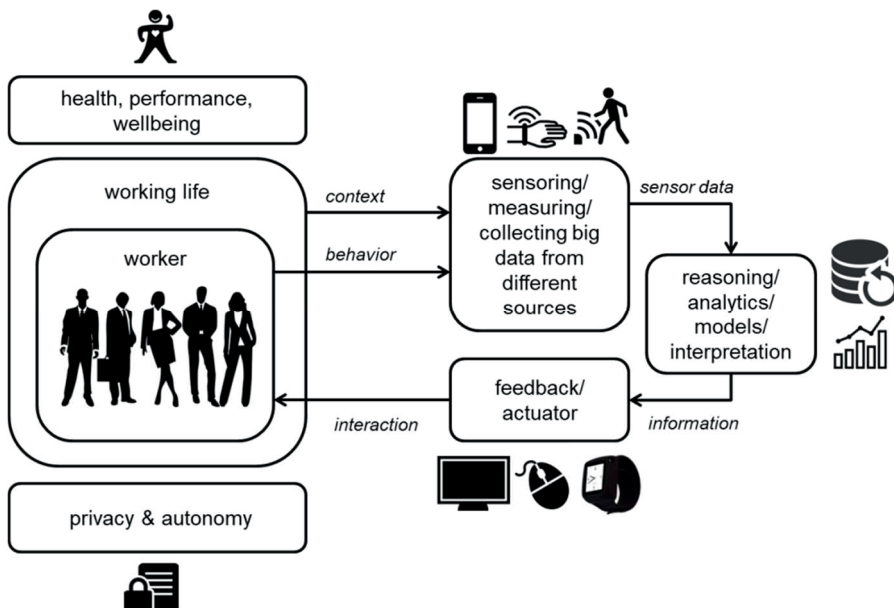 health, performance,
wellbeing
working life
worker
context
behavior
sensoring/
measuring/
collecting big
data from
different
sources
sensor data
reasoning/
analytics/
models/
interpretation
information
feedback/
actuator
interaction
privacy & autonomy